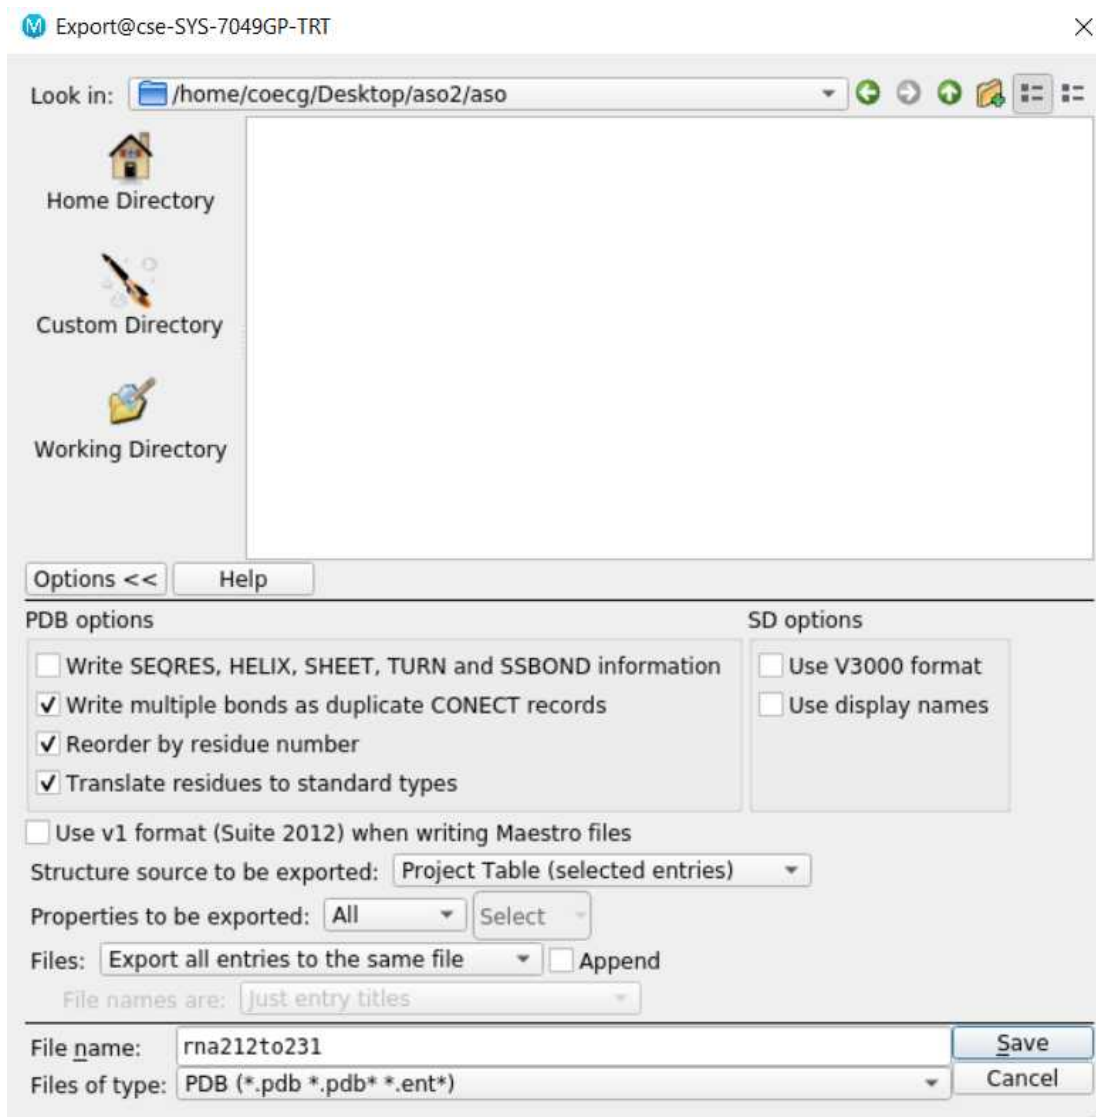 Export@cse-SYS-7049GP-TRT
Look in: /home/coecg/Desktop/aso2/aso
Home Directory
Custom Directory
Working Directory
Options << Help
PDB options SD options
Write SEQRES, HELIX, SHEET, TURN and SSBOND information Use V3000 format
Write multiple bonds as duplicate CONECT records Use display names
Reorder by residue number
Translate residues to standard types
Use v1 format (Suite 2012) when writing Maestro files
Structure source to be exported: Project Table (selected entries)
Properties to be exported: All Select
Files: Export all entries to the same file Append
File names are: Just entry titles
File name: rna212to231 Save
Files of type: PDB (*.pdb *.pdb* *.ent*) Cancel